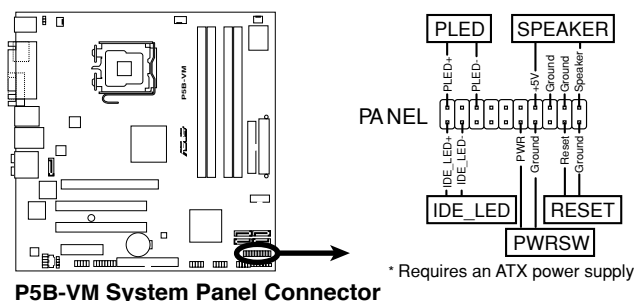 PLED
SPEAKER
PLED+
PLED-
+5V
Ground
Ground
Speaker
PANEL
IDE_LED+
IDE_LED-
PWR
Ground
Reset
Ground
IDE_LED
RESET
PWRSW
* Requires an ATX power supply
P5B-VM
ASUS
P5B-VM System Panel Connector